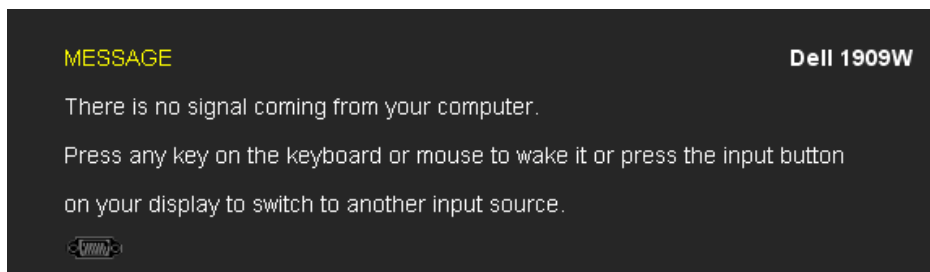 MESSAGE Dell 1909W
There is no signal coming from your computer.
Press any key on the keyboard or mouse to wake it or press the input button
on your display to switch to another input source.